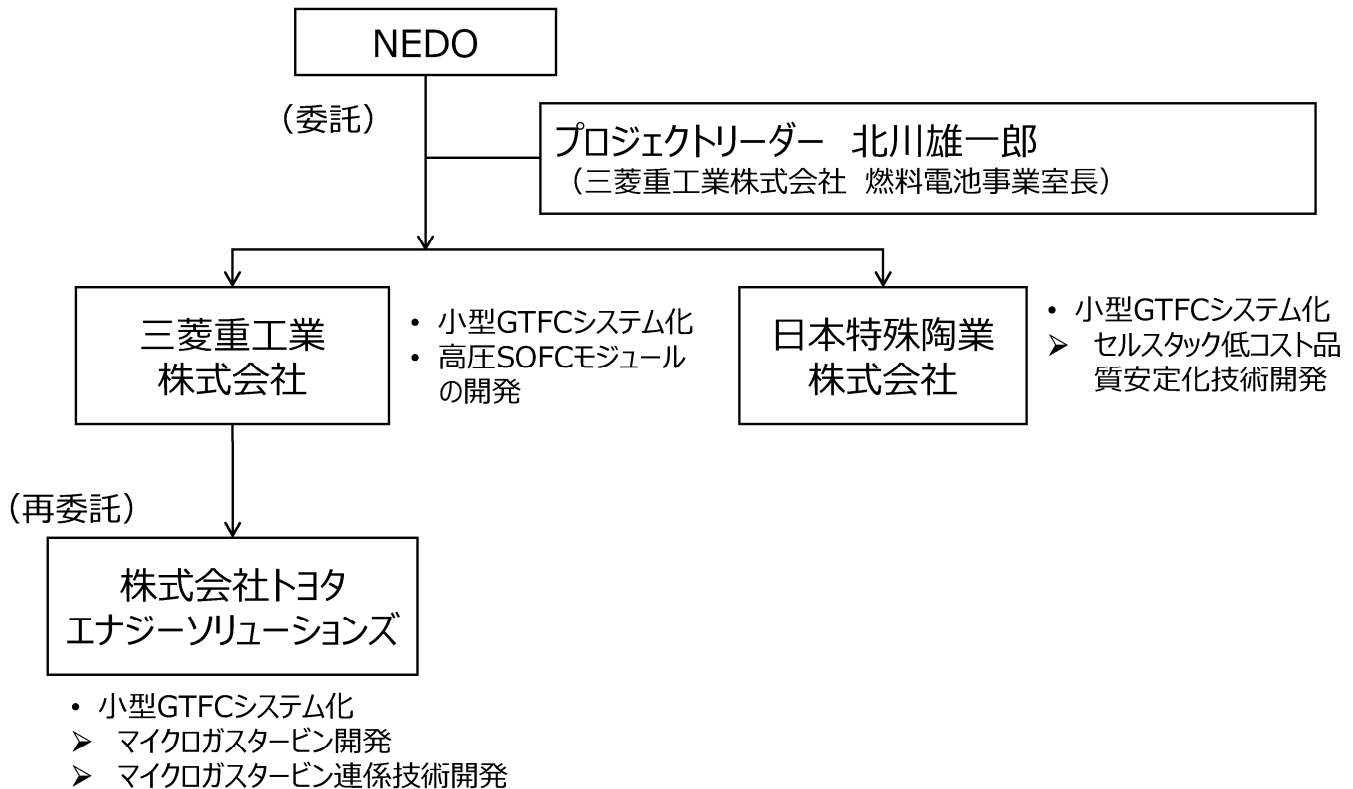 NEDO
（委託）
プロジェクトリーダー　北川雄一郎
（三菱重工業株式会社 燃料電池事業室長）
三菱重工業
株式会社
• 小型GTFCシステム化
• 高圧SOFCモジュール
の開発
日本特殊陶業
株式会社
• 小型GTFCシステム化
➢ セルスタック低コスト品
質安定化技術開発
（再委託）
株式会社トヨタ
エナジーソリューションズ
• 小型GTFCシステム化
➢ マイクロガスタービン開発
➢ マイクロガスタービン連係技術開発